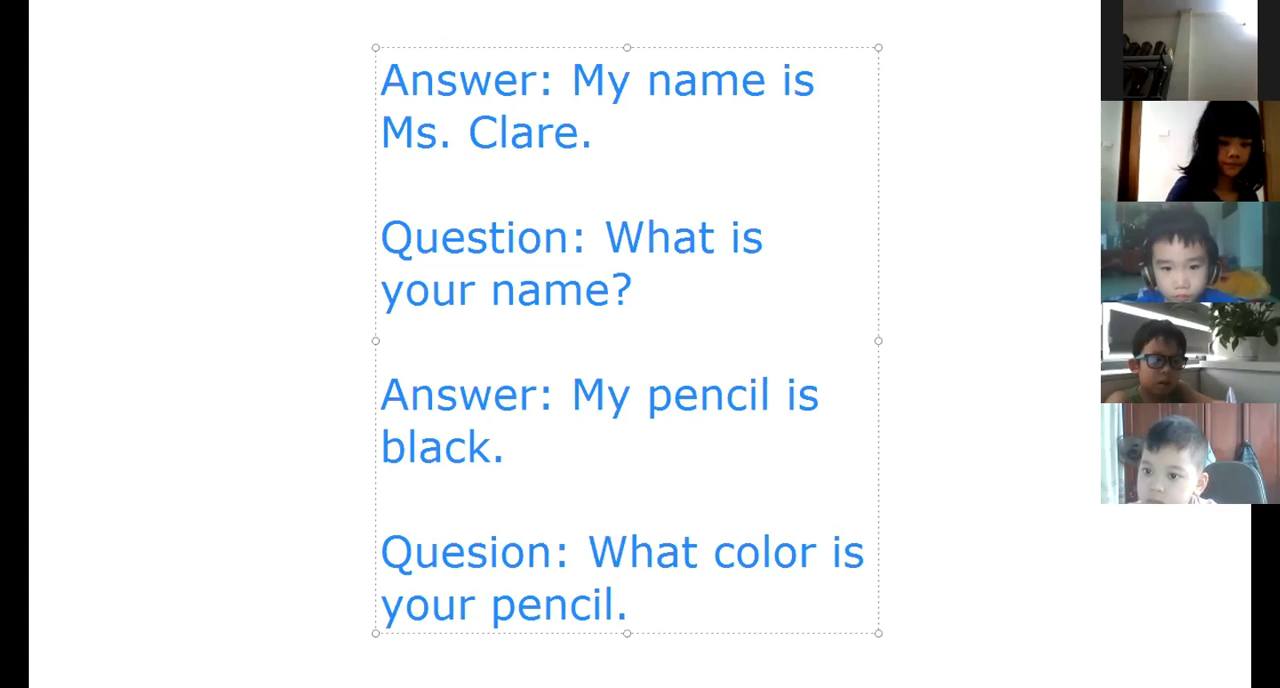 Answer: My name is
Ms. Clare.
Question: What is
your name?
Answer: My pencil is
black.
Quesion: What color is
your pencil.